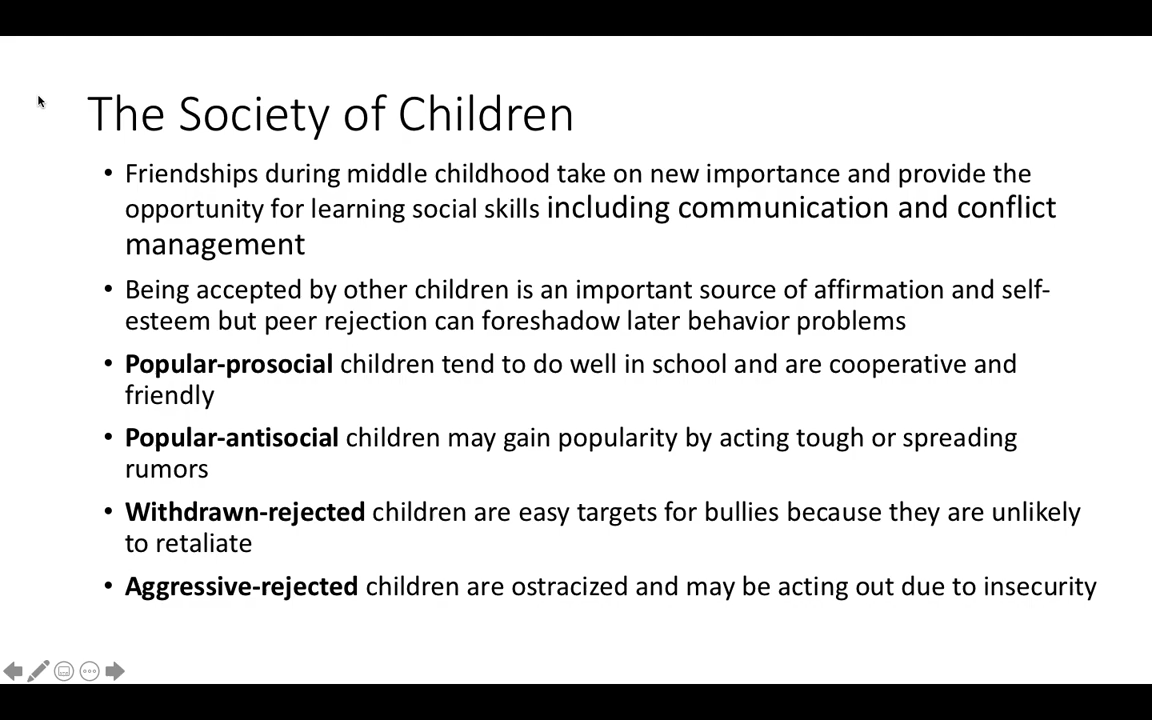 The Society of Children
• Friendships during middle childhood take on new importance and provide the
opportunity for learning social skills including communication and conflict
management
• Being accepted by other children is an important source of affirmation and self-
esteem but peer rejection can foreshadow later behavior problems
• Popular-prosocial children tend to do well in school and are cooperative and
friendly
• Popular-antisocial children may gain popularity by acting tough or spreading
rumors
• Withdrawn-rejected children are easy targets for bullies because they are unlikely
to retaliate
• Aggressive-rejected children are ostracized and may be acting out due to insecurity